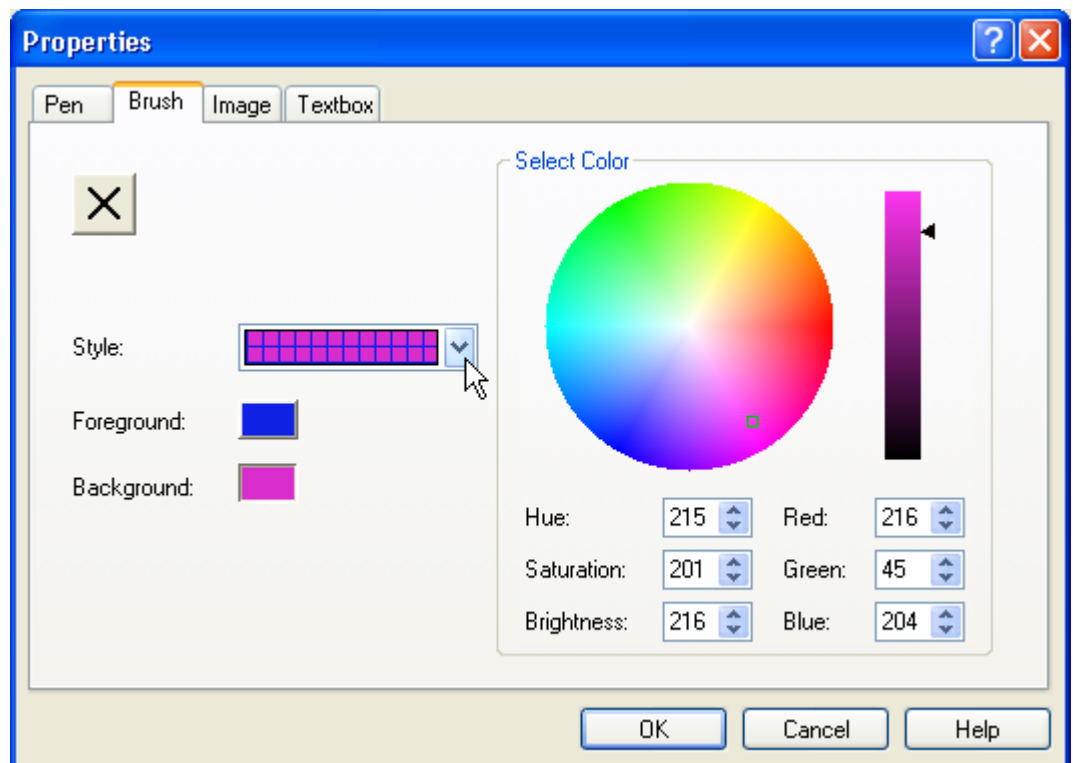 Properties
Pen Brush Image Textbox
Select Color
Style:
Foreground:
Background:
Hue: 215 Red: 216
Saturation: 201 Green: 45
Brightness: 216 Blue: 204
OK Cancel Help